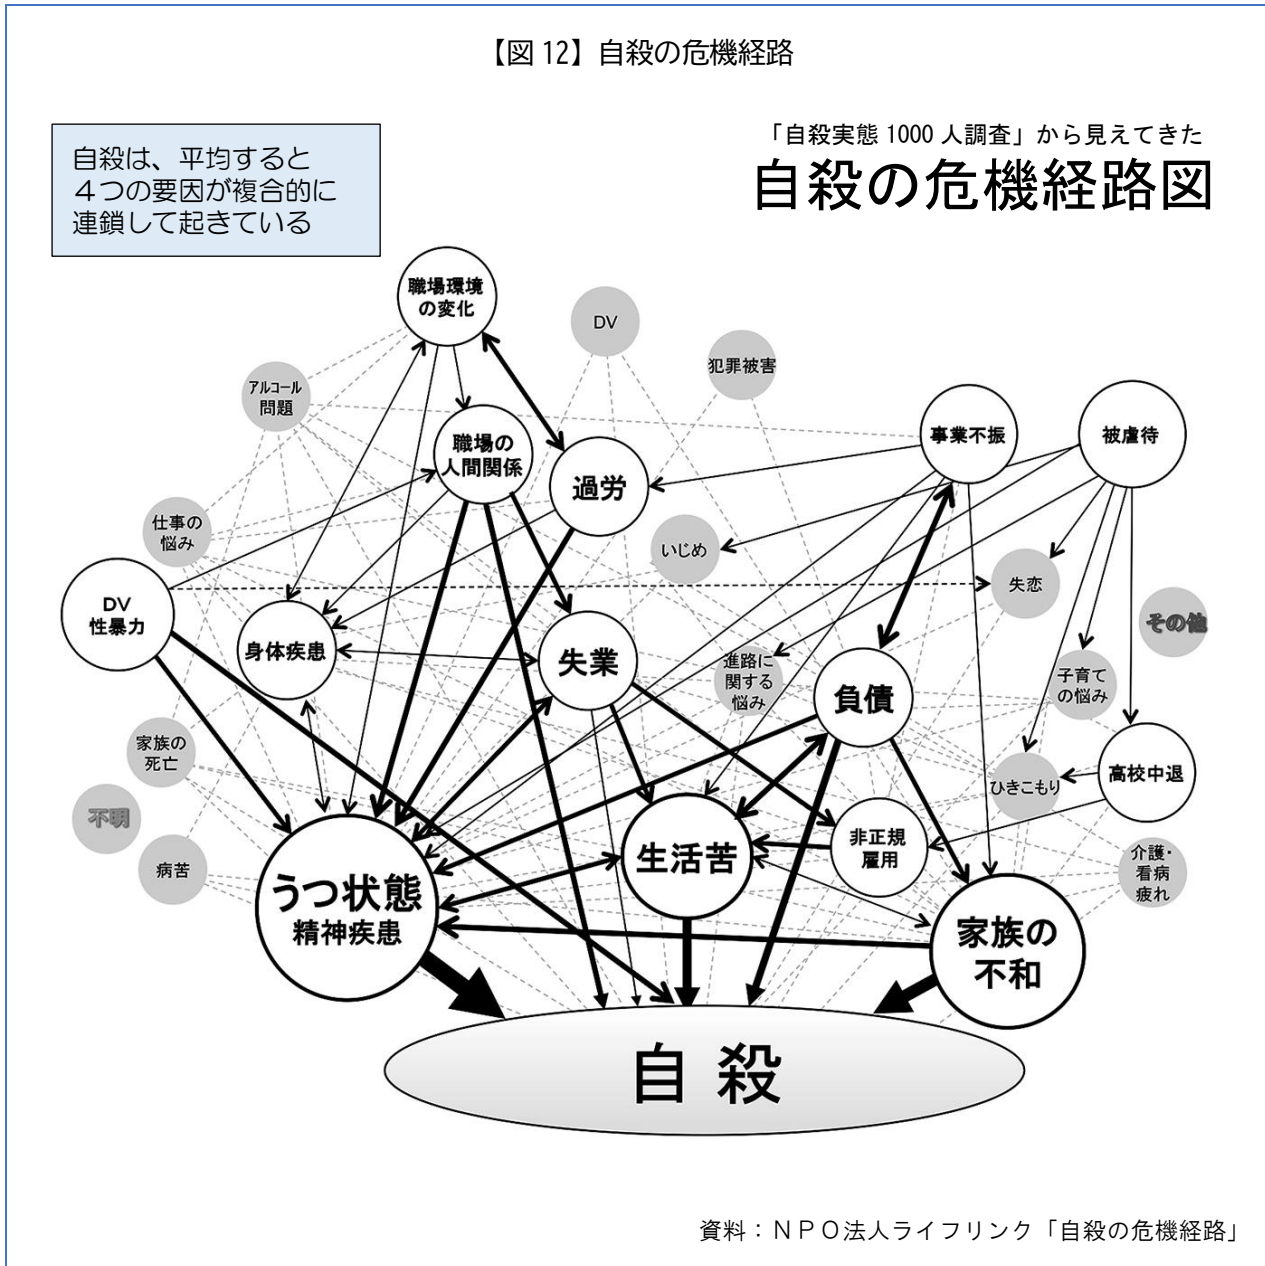 【図 12】自殺の危機経路
自殺は、平均すると
４つの要因が複合的に
連鎖して起きている
「自殺実態 1000 人調査」から見えてきた
自殺の危機経路図
職場環境
の変化
DV
犯罪被害
アルコール
問題
職場の
人間関係
過労
事業不振
被虐待
仕事の
悩み
いじめ
失恋
DV
性暴力
その他
身体疾患
失業
進路に
関する
悩み
負債
子育て
の悩み
家族の
死亡
ひきこもり
高校中退
不明
病苦
生活苦
非正規
雇用
介護・
看病
疲れ
うつ状態
精神疾患
家族の
不和
自 殺
資料：ＮＰＯ法人ライフリンク「自殺の危機経路」